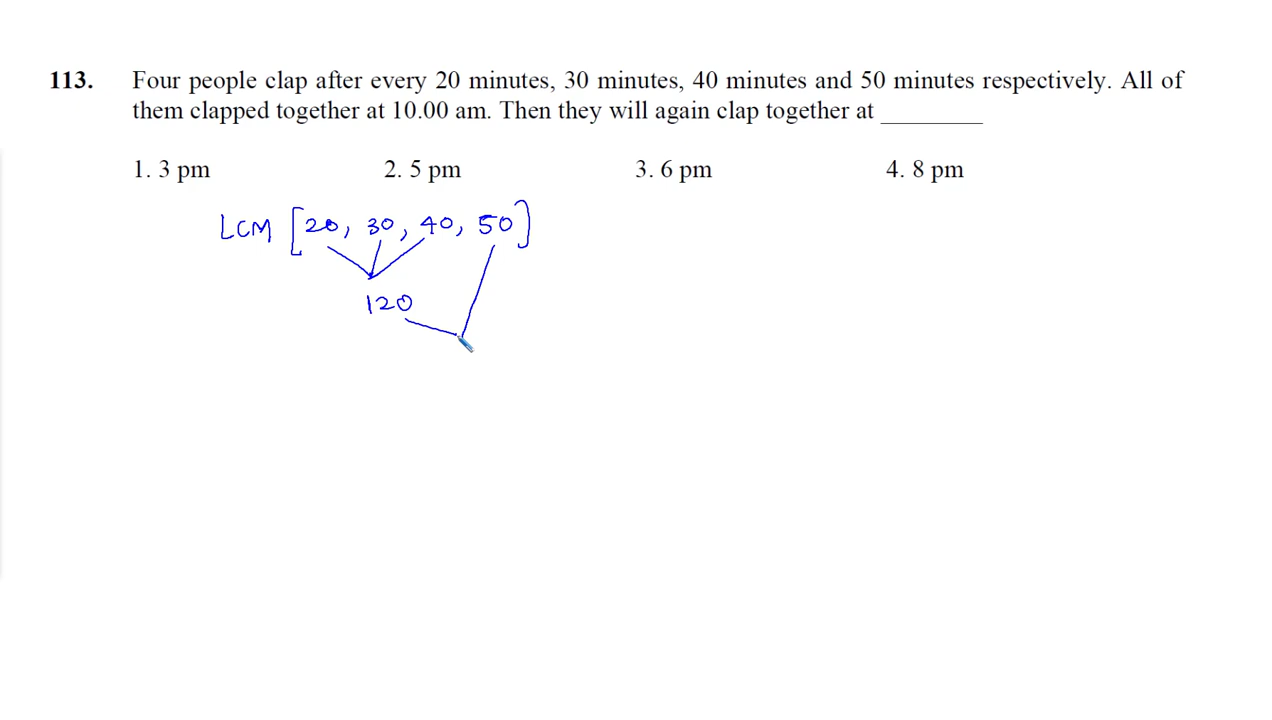 113. Four people clap after every 20 minutes, 30 minutes, 40 minutes and 50 minutes respectively. All of
them clapped together at 10.00 am. Then they will again clap together at ________
1. 3 pm 2. 5 pm 3. 6 pm 4. 8 pm
LCM [20, 30, 40, 50]
120